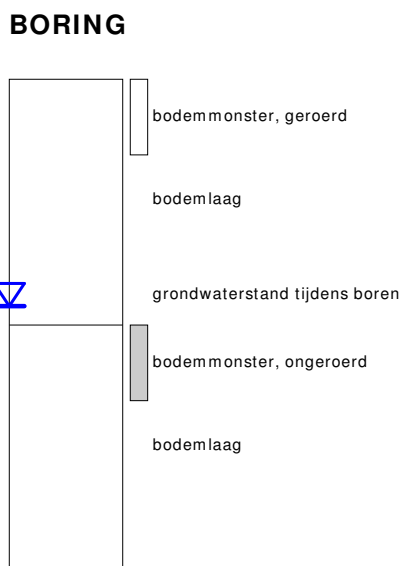 BORING
bodemmonster, geroerd
bodemlaag
grondwaterstand tijdens boren
bodemmonster, ongeroerd
bodemlaag